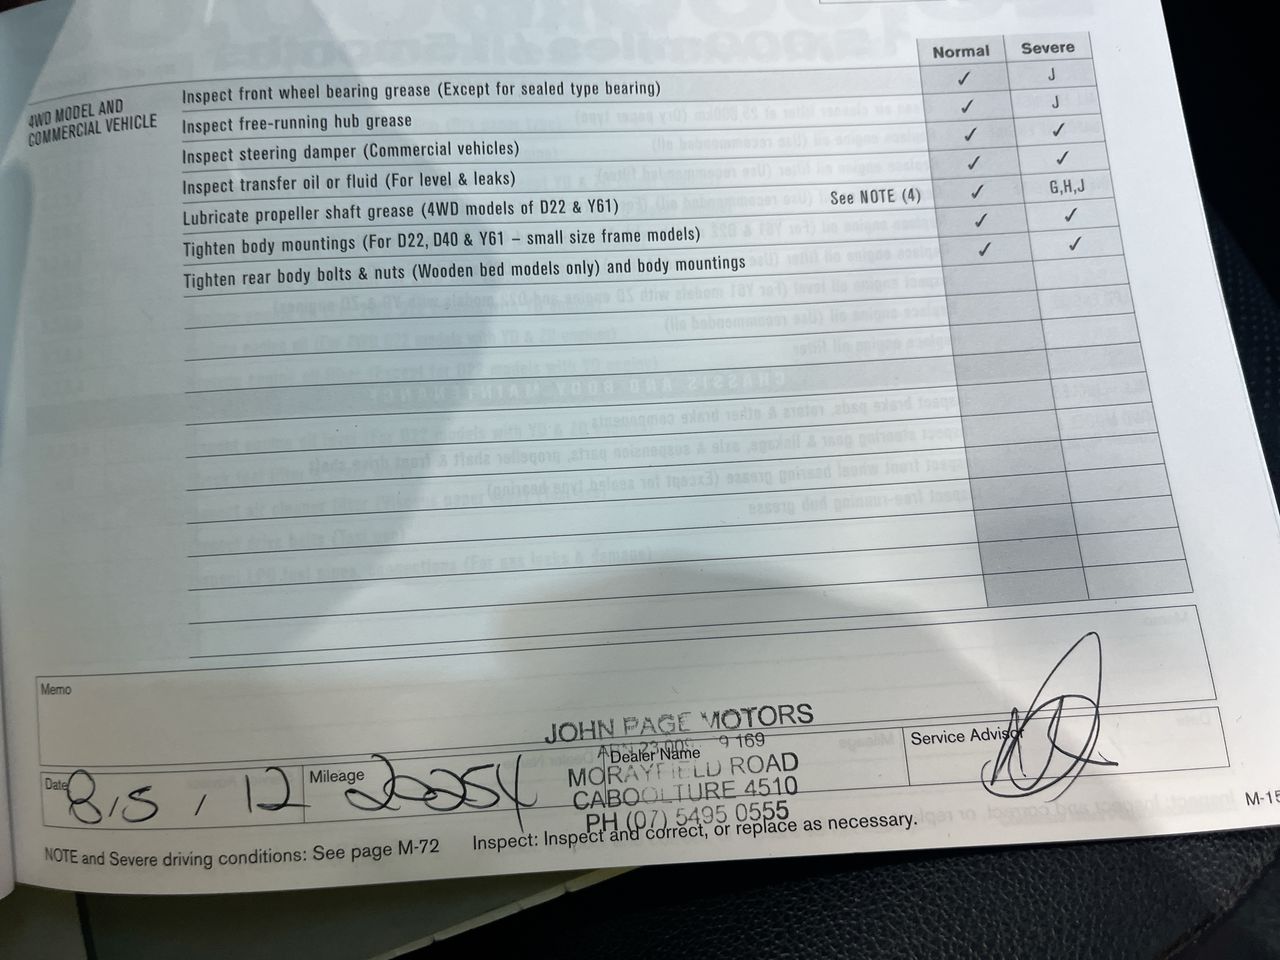 Normal Severe
4WD MODEL AND
COMMERCIAL VEHICLE
Inspect front wheel bearing grease (Except for sealed type bearing) ✓ J
Inspect free-running hub grease ✓ J
Inspect steering damper (Commercial vehicles) ✓ ✓
Inspect transfer oil or fluid (For level & leaks) ✓ ✓
Lubricate propeller shaft grease (4WD models of D22 & Y61) See NOTE (4) ✓ G,H,J
Tighten body mountings (For D22, D40 & Y61 – small size frame models) ✓ ✓
Tighten rear body bolts & nuts (Wooden bed models only) and body mountings ✓ ✓
Memo
JOHN PAGE MOTORS
9 169
Date 8/5/12
Mileage 20254
Dealer Name
MORAYFIELD ROAD
CABOOLTURE 4510
PH (07) 5495 0555
Service Advisor
NOTE and Severe driving conditions: See page M-72 Inspect: Inspect and correct, or replace as necessary.
M-15